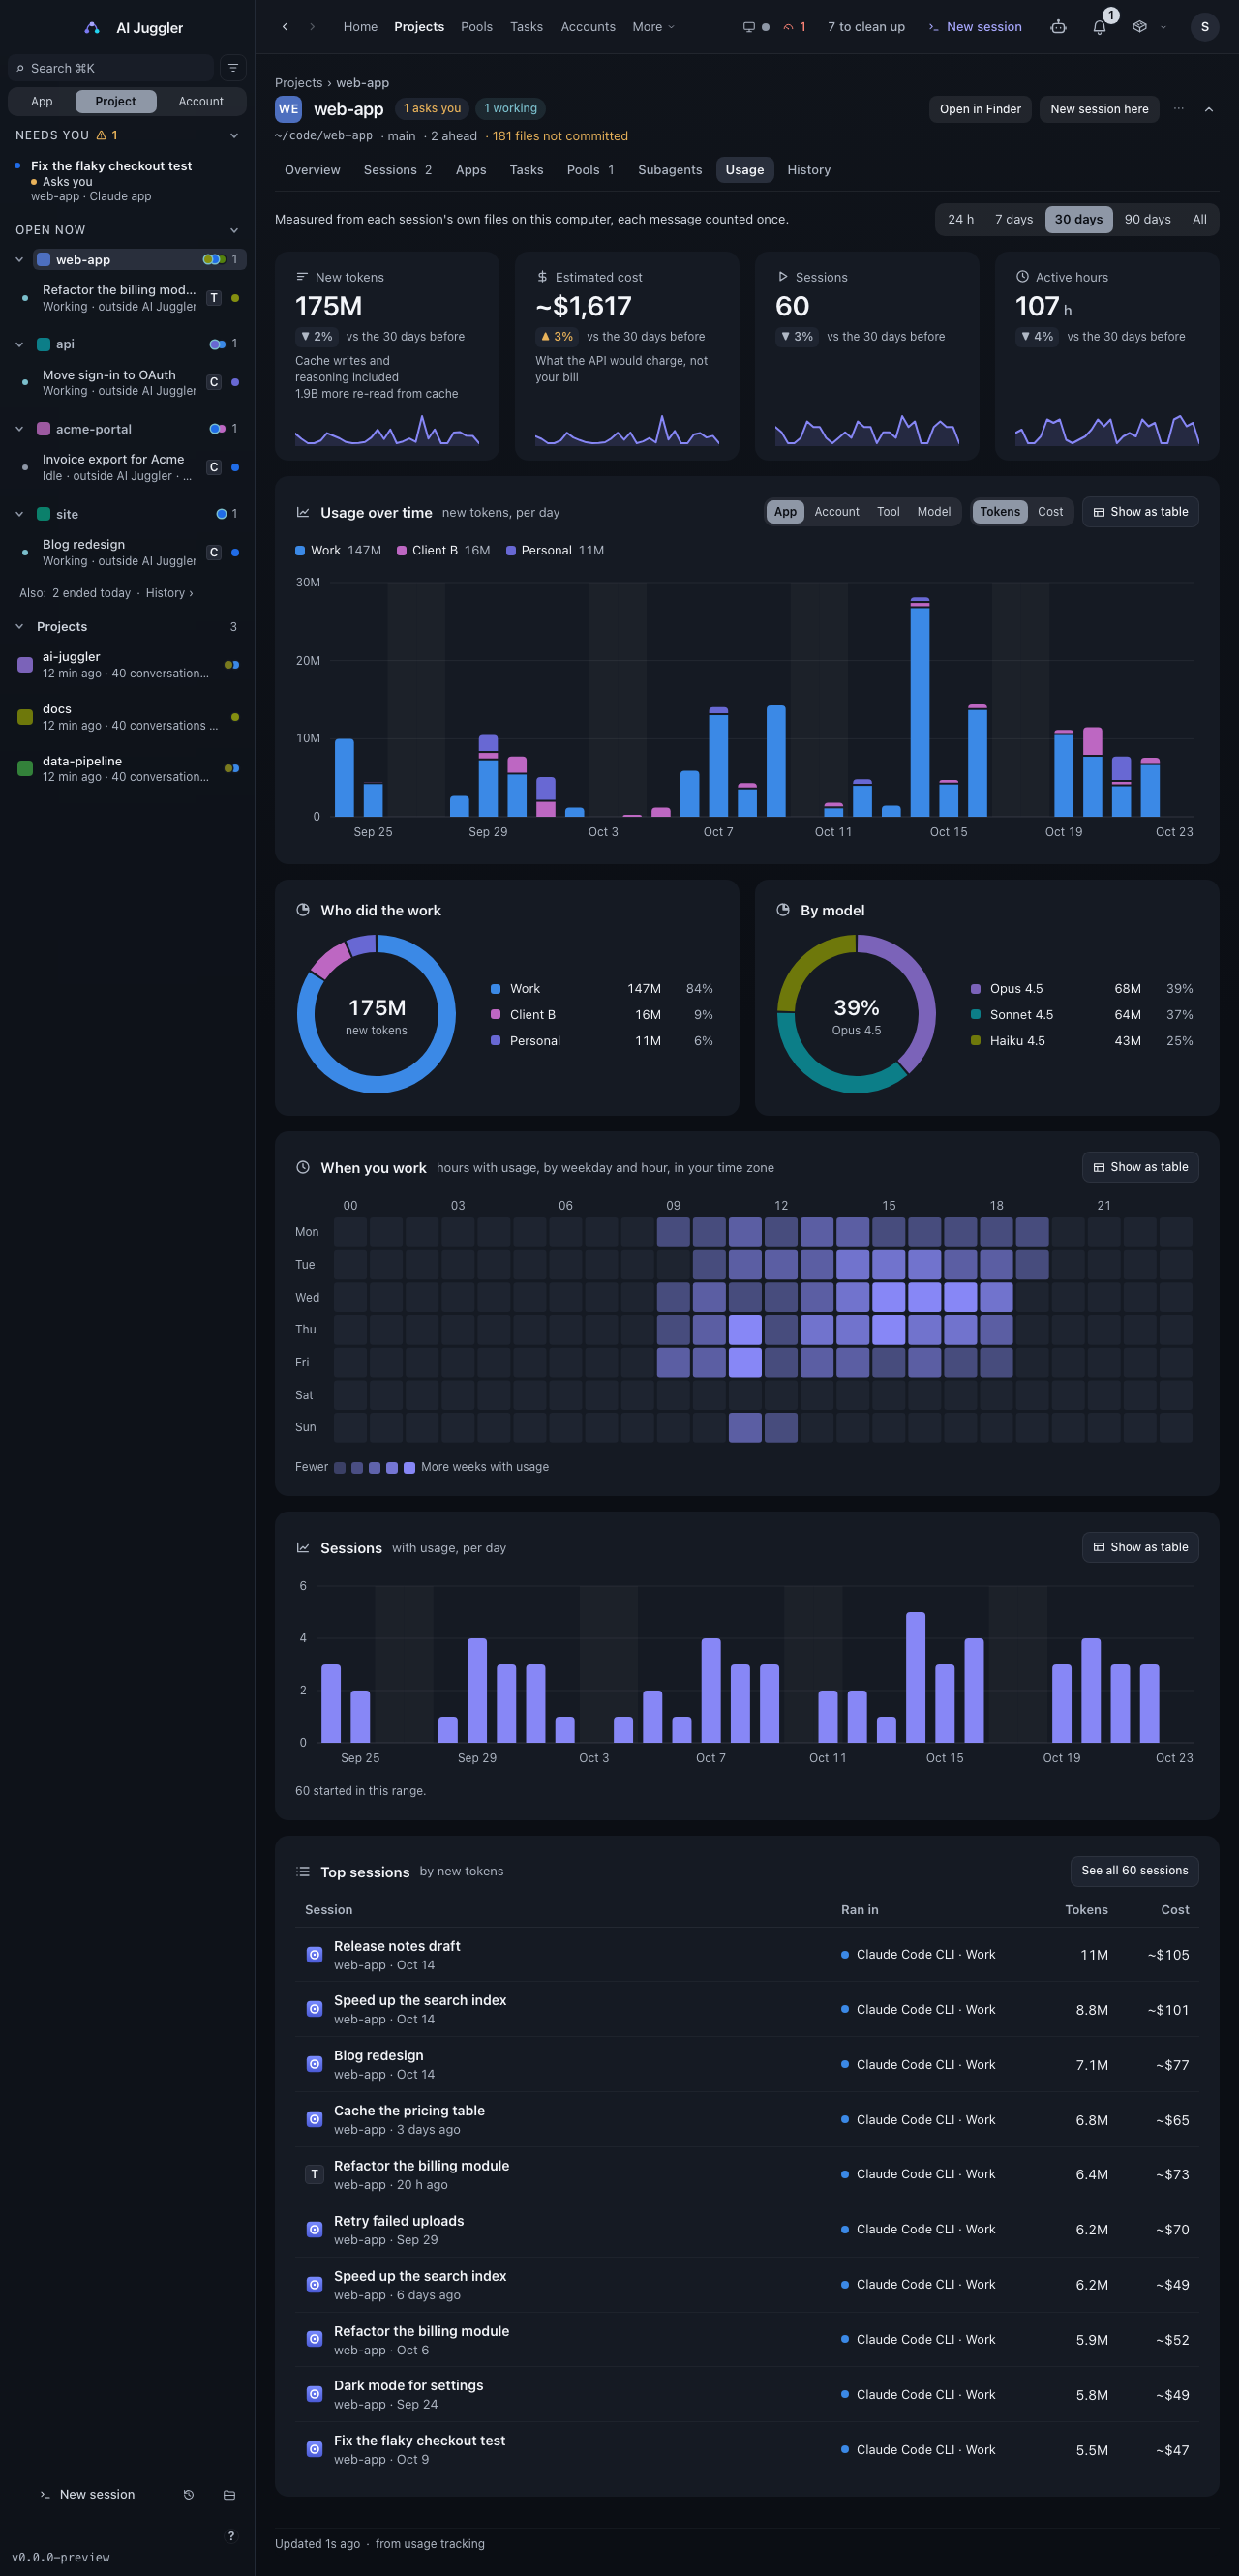 AI Juggler
Search ⌘K
App Project Account
NEEDS YOU 1
Fix the flaky checkout test
Asks you
web-app · Claude app
OPEN NOW
web-app 1
Refactor the billing mod... T
Working · outside AI Juggler
api 1
Move sign-in to OAuth C
Working · outside AI Juggler
acme-portal 1
Invoice export for Acme C
Idle · outside AI Juggler · ...
site 1
Blog redesign C
Working · outside AI Juggler
Also: 2 ended today · History ›
Projects 3
ai-juggler
12 min ago · 40 conversation...
docs
12 min ago · 40 conversations ...
data-pipeline
12 min ago · 40 conversation...
New session
?
v0.0.0-preview
Home Projects Pools Tasks Accounts More 1 7 to clean up New session 1 S
Projects › web-app
WE web-app 1 asks you 1 working Open in Finder New session here ...
~/code/web-app · main · 2 ahead · 181 files not committed
Overview Sessions 2 Apps Tasks Pools 1 Subagents Usage History
Measured from each session's own files on this computer, each message counted once. 24 h 7 days 30 days 90 days All
New tokens
175M
▼ 2% vs the 30 days before
Cache writes and
reasoning included
1.9B more re-read from cache
Estimated cost
~$1,617
▲ 3% vs the 30 days before
What the API would charge, not
your bill
Sessions
60
▼ 3% vs the 30 days before
Active hours
107 h
▼ 4% vs the 30 days before
Usage over time new tokens, per day App Account Tool Model Tokens Cost Show as table
Work 147M Client B 16M Personal 11M
30M
20M
10M
0
Sep 25 Sep 29 Oct 3 Oct 7 Oct 11 Oct 15 Oct 19 Oct 23
Who did the work
175M
new tokens
Work 147M 84%
Client B 16M 9%
Personal 11M 6%
By model
39%
Opus 4.5
Opus 4.5 68M 39%
Sonnet 4.5 64M 37%
Haiku 4.5 43M 25%
When you work hours with usage, by weekday and hour, in your time zone Show as table
00 03 06 09 12 15 18 21
Mon
Tue
Wed
Thu
Fri
Sat
Sun
Fewer More weeks with usage
Sessions with usage, per day Show as table
6
4
2
0
Sep 25 Sep 29 Oct 3 Oct 7 Oct 11 Oct 15 Oct 19 Oct 23
60 started in this range.
Top sessions by new tokens See all 60 sessions
Session Ran in Tokens Cost
Release notes draft
web-app · Oct 14 Claude Code CLI · Work 11M ~$105
Speed up the search index
web-app · Oct 14 Claude Code CLI · Work 8.8M ~$101
Blog redesign
web-app · Oct 14 Claude Code CLI · Work 7.1M ~$77
Cache the pricing table
web-app · 3 days ago Claude Code CLI · Work 6.8M ~$65
T Refactor the billing module
web-app · 20 h ago Claude Code CLI · Work 6.4M ~$73
Retry failed uploads
web-app · Sep 29 Claude Code CLI · Work 6.2M ~$70
Speed up the search index
web-app · 6 days ago Claude Code CLI · Work 6.2M ~$49
Refactor the billing module
web-app · Oct 6 Claude Code CLI · Work 5.9M ~$52
Dark mode for settings
web-app · Sep 24 Claude Code CLI · Work 5.8M ~$49
Fix the flaky checkout test
web-app · Oct 9 Claude Code CLI · Work 5.5M ~$47
Updated 1s ago · from usage tracking